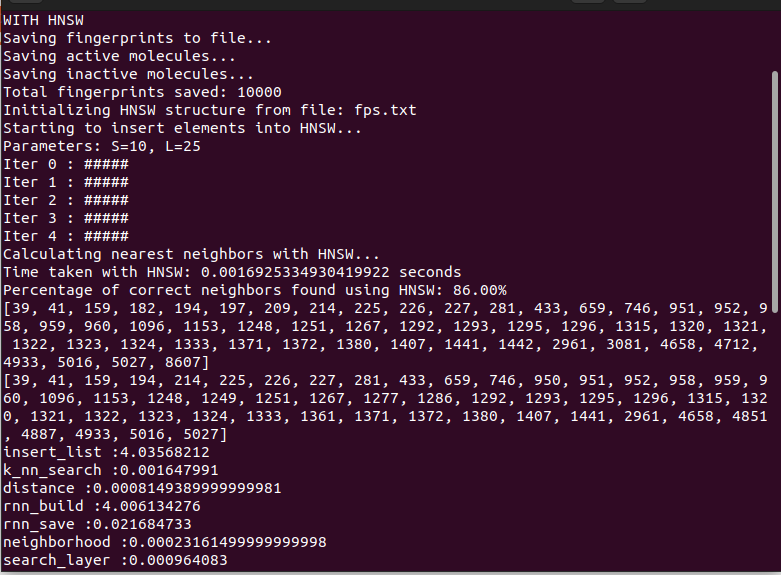 WITH HNSW
Saving fingerprints to file...
Saving active molecules...
Saving inactive molecules...
Total fingerprints saved: 10000
Initializing HNSW structure from file: fps.txt
Starting to insert elements into HNSW...
Parameters: S=10, L=25
Iter 0 : #####
Iter 1 : #####
Iter 2 : #####
Iter 3 : #####
Iter 4 : #####
Calculating nearest neighbors with HNSW...
Time taken with HNSW: 0.0016925334930419922 seconds
Percentage of correct neighbors found using HNSW: 86.00%
[39, 41, 159, 182, 194, 197, 209, 214, 225, 226, 227, 281, 433, 659, 746, 951, 952, 9
58, 959, 960, 1096, 1153, 1248, 1251, 1267, 1292, 1293, 1295, 1296, 1315, 1320, 1321,
 1322, 1323, 1324, 1333, 1371, 1372, 1380, 1407, 1441, 1442, 2961, 3081, 4658, 4712,
4933, 5016, 5027, 8607]
[39, 41, 159, 194, 214, 225, 226, 227, 281, 433, 659, 746, 950, 951, 952, 958, 959, 9
60, 1096, 1153, 1248, 1249, 1251, 1267, 1277, 1286, 1292, 1293, 1295, 1296, 1315, 132
0, 1321, 1322, 1323, 1324, 1333, 1361, 1371, 1372, 1380, 1407, 1441, 2961, 4658, 4851
, 4887, 4933, 5016, 5027]
insert_list :4.03568212
k_nn_search :0.001647991
distance :0.0008149389999999981
rnn_build :4.006134276
rnn_save :0.021684733
neighborhood :0.00023161499999999998
search_layer :0.000964083